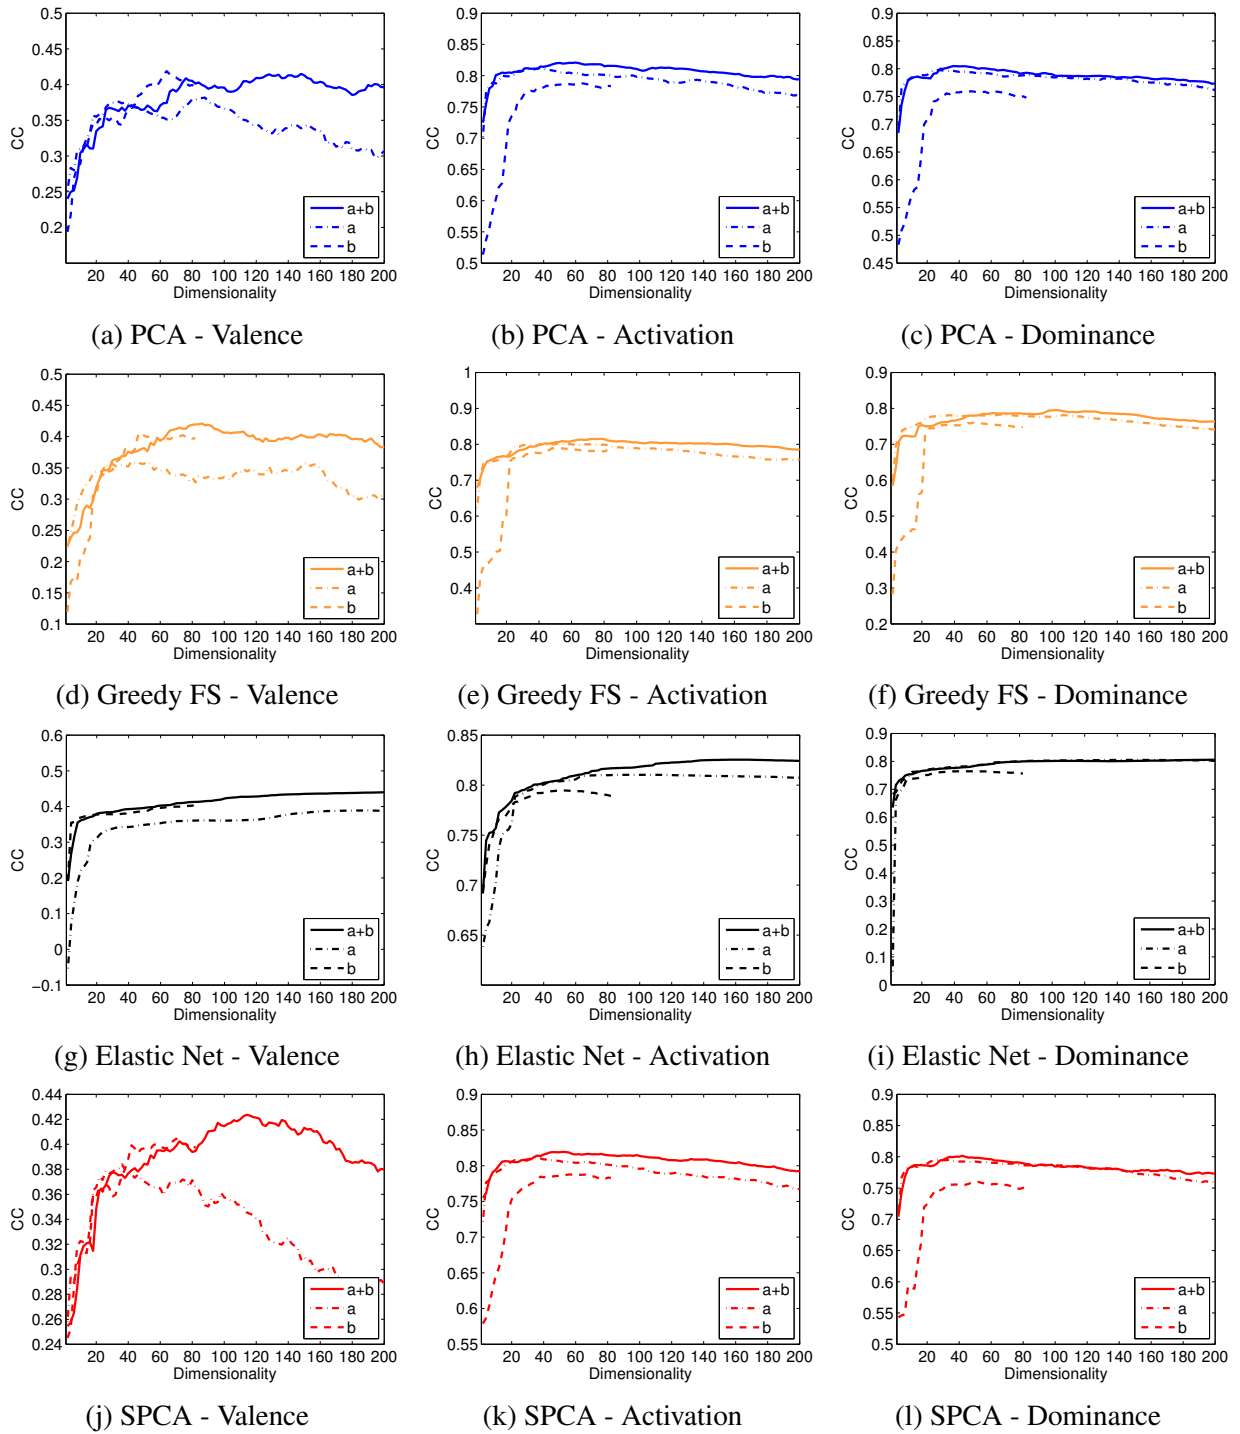 0.5
0.45
0.4
0.35
0.3
0.25
0.2
CC
20 40 60 80 100 120 140 160 180 200
Dimensionality
a+b
a
b
(a) PCA - Valence
0.9
0.85
0.8
0.75
0.7
0.65
0.6
0.55
0.5
CC
20 40 60 80 100 120 140 160 180 200
Dimensionality
a+b
a
b
(b) PCA - Activation
0.9
0.85
0.8
0.75
0.7
0.65
0.6
0.55
0.5
0.45
CC
20 40 60 80 100 120 140 160 180 200
Dimensionality
a+b
a
b
(c) PCA - Dominance
0.5
0.45
0.4
0.35
0.3
0.25
0.2
0.15
0.1
CC
20 40 60 80 100 120 140 160 180 200
Dimensionality
a+b
a
b
(d) Greedy FS - Valence
1
0.9
0.8
0.7
0.6
0.5
0.4
CC
20 40 60 80 100 120 140 160 180 200
Dimensionality
a+b
a
b
(e) Greedy FS - Activation
0.9
0.8
0.7
0.6
0.5
0.4
0.3
0.2
CC
20 40 60 80 100 120 140 160 180 200
Dimensionality
a+b
a
b
(f) Greedy FS - Dominance
0.6
0.5
0.4
0.3
0.2
0.1
0
−0.1
CC
20 40 60 80 100 120 140 160 180 200
Dimensionality
a+b
a
b
(g) Elastic Net - Valence
0.85
0.8
0.75
0.7
0.65
CC
20 40 60 80 100 120 140 160 180 200
Dimensionality
a+b
a
b
(h) Elastic Net - Activation
0.9
0.8
0.7
0.6
0.5
0.4
0.3
0.2
0.1
0
CC
20 40 60 80 100 120 140 160 180 200
Dimensionality
a+b
a
b
(i) Elastic Net - Dominance
0.44
0.42
0.4
0.38
0.36
0.34
0.32
0.3
0.28
0.26
0.24
CC
20 40 60 80 100 120 140 160 180 200
Dimensionality
a+b
a
b
(j) SPCA - Valence
0.9
0.85
0.8
0.75
0.7
0.65
0.6
0.55
CC
20 40 60 80 100 120 140 160 180 200
Dimensionality
a+b
a
b
(k) SPCA - Activation
0.9
0.85
0.8
0.75
0.7
0.65
0.6
0.55
0.5
CC
20 40 60 80 100 120 140 160 180 200
Dimensionality
a+b
a
b
(l) SPCA - Dominance